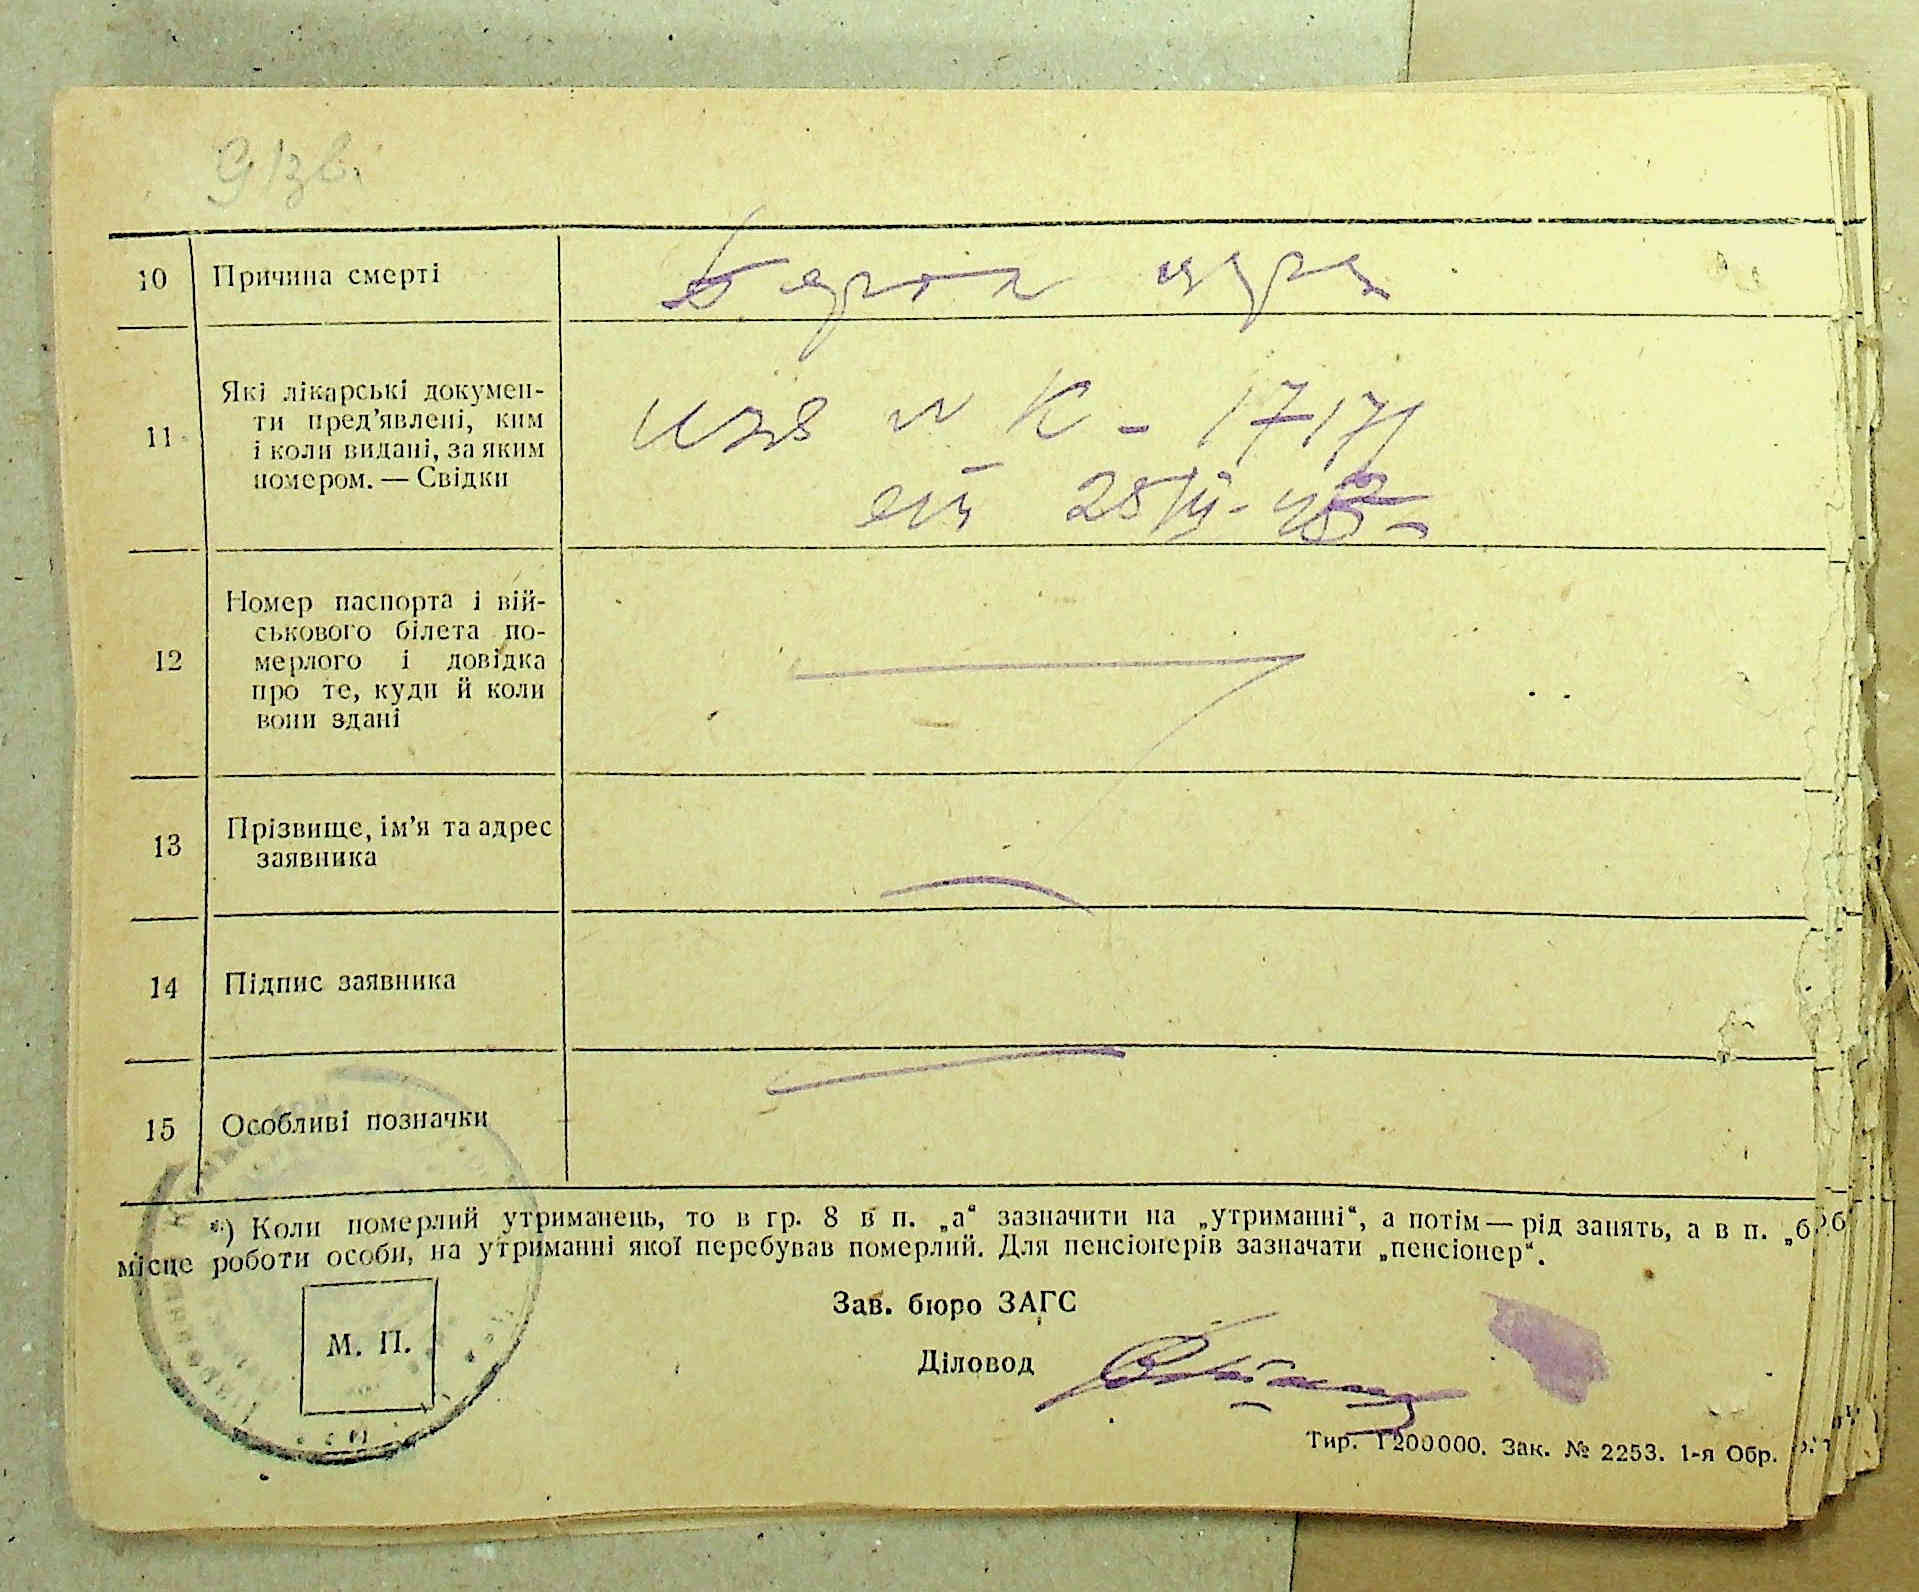 10 Причина смерті
11 Які лікарські докумен-
ти пред’явлені, ким
і коли видані, за яким
номером. — Свідки
К - 17171
12 Номер паспорта і вій-
ськового білета по-
мерлого і довідка
про те, куди й коли
вони здані
13 Прізвище, ім’я та адрес
заявника
14 Підпис заявника
15 Особливі позначки
*) Коли померлий утриманець, то в гр. 8 в п. „а“ зазначити на „утриманні“, а потім — рід занять, а в п. „б
місце роботи особи, на утриманні якої перебував померлий. Для пенсіонерів зазначати „пенсіонер“.
М. П.
Зав. бюро ЗАГС
Діловод
Тир. 1200000. Зак. № 2253. 1-я Обр.